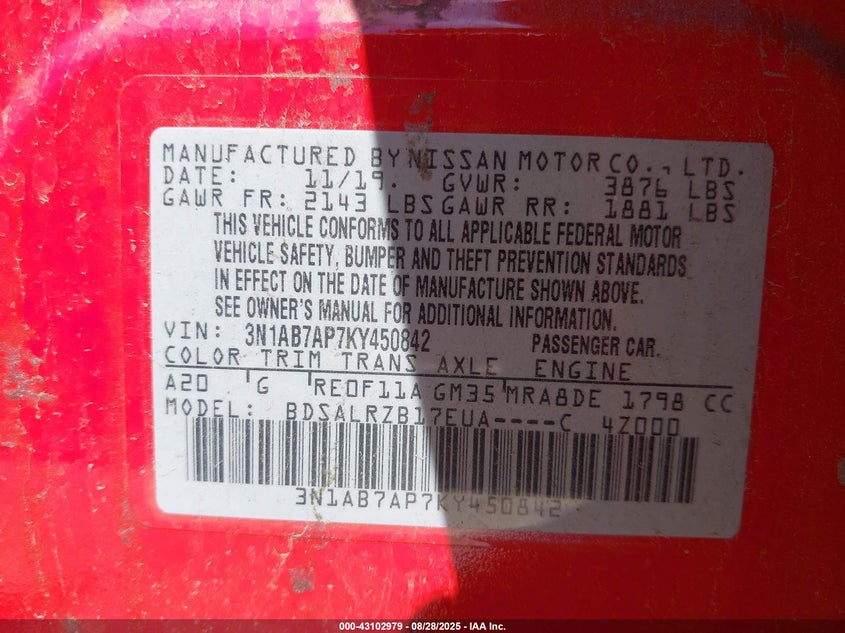 MANUFACTURED BY NISSAN MOTOR CO., LTD.
DATE: 11/19. GVWR: 3876 LBS
GAWR FR: 2143 LBS GAWR RR: 1881 LBS
THIS VEHICLE CONFORMS TO ALL APPLICABLE FEDERAL MOTOR
VEHICLE SAFETY, BUMPER AND THEFT PREVENTION STANDARDS
IN EFFECT ON THE DATE OF MANUFACTURE SHOWN ABOVE.
SEE OWNER'S MANUAL FOR ADDITIONAL INFORMATION.
VIN: 3N1AB7AP7KY450842 PASSENGER CAR.
COLOR TRIM TRANS AXLE ENGINE
A20 G RE0F11A GM35 MRA8DE 1798 CC
MODEL: BDSALRZB17EUA----C 4Z000
3N1AB7AP7KY450842
000-43102979 | 08/28/2025 - IAA Inc.